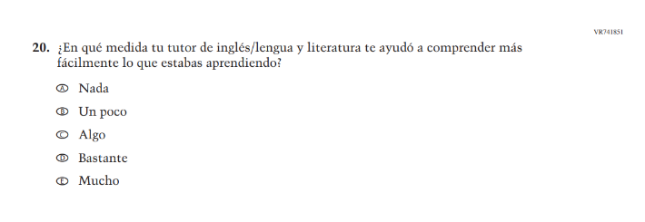 VR741851
20. ¿En qué medida tu tutor de inglés/lengua y literatura te ayudó a comprender más
fácilmente lo que estabas aprendiendo?
Ⓐ Nada
Ⓑ Un poco
Ⓒ Algo
Ⓓ Bastante
Ⓔ Mucho